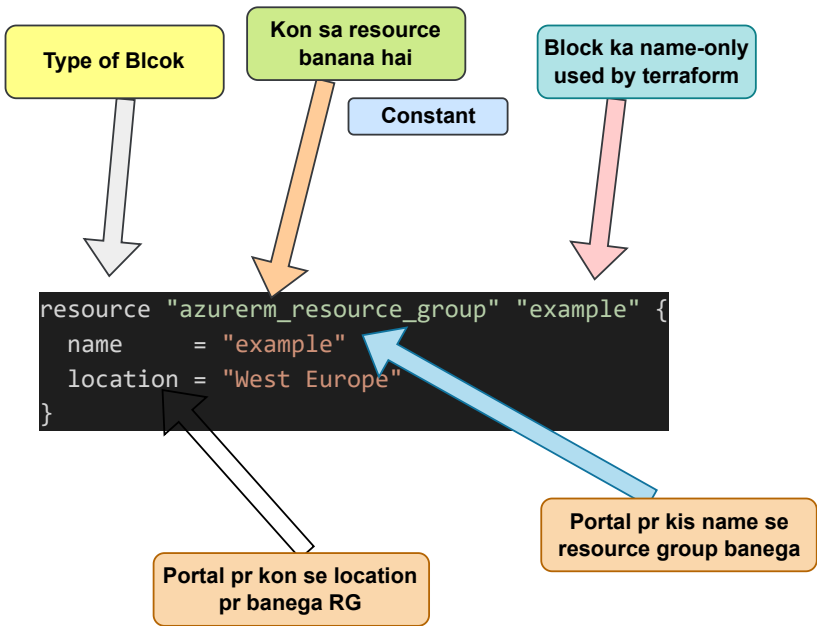 Type of Blcok
Kon sa resource
banana hai
Block ka name-only
used by terraform
Constant
resource "azurerm_resource_group" "example" {
  name     = "example"
  location = "West Europe"
}
Portal pr kis name se
resource group banega
Portal pr kon se location
pr banega RG